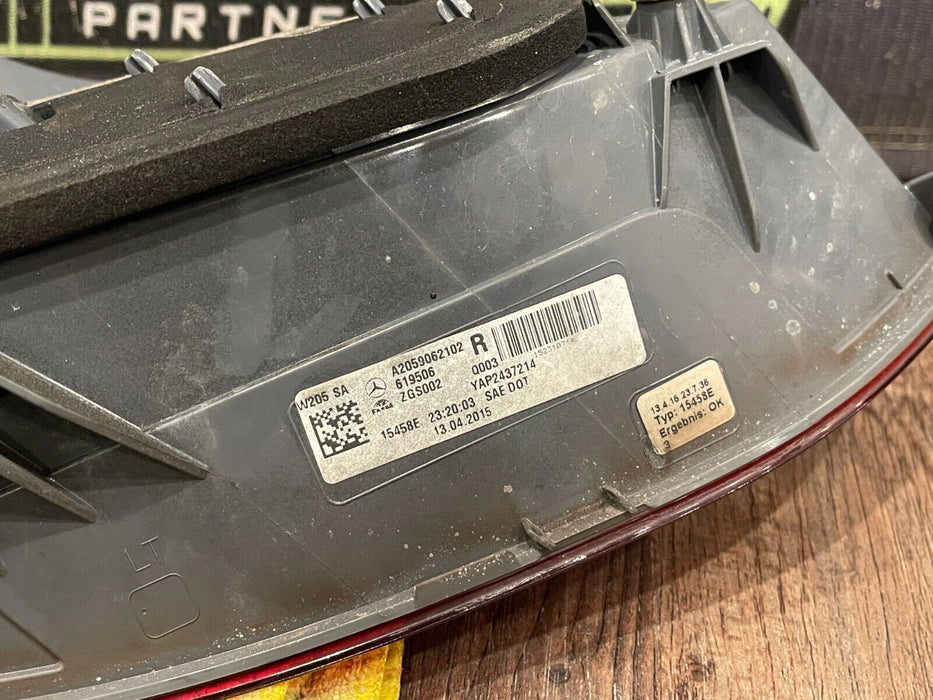 PARTNE
W205 SA
A2059062102 R
619506 Q003
ZGS002 YAP2437214
15458E 23:20:03 SAE DOT
13.04.2015
13.4.15 23.7.36
Typ: 15458E
Ergebnis: OK
3
LT